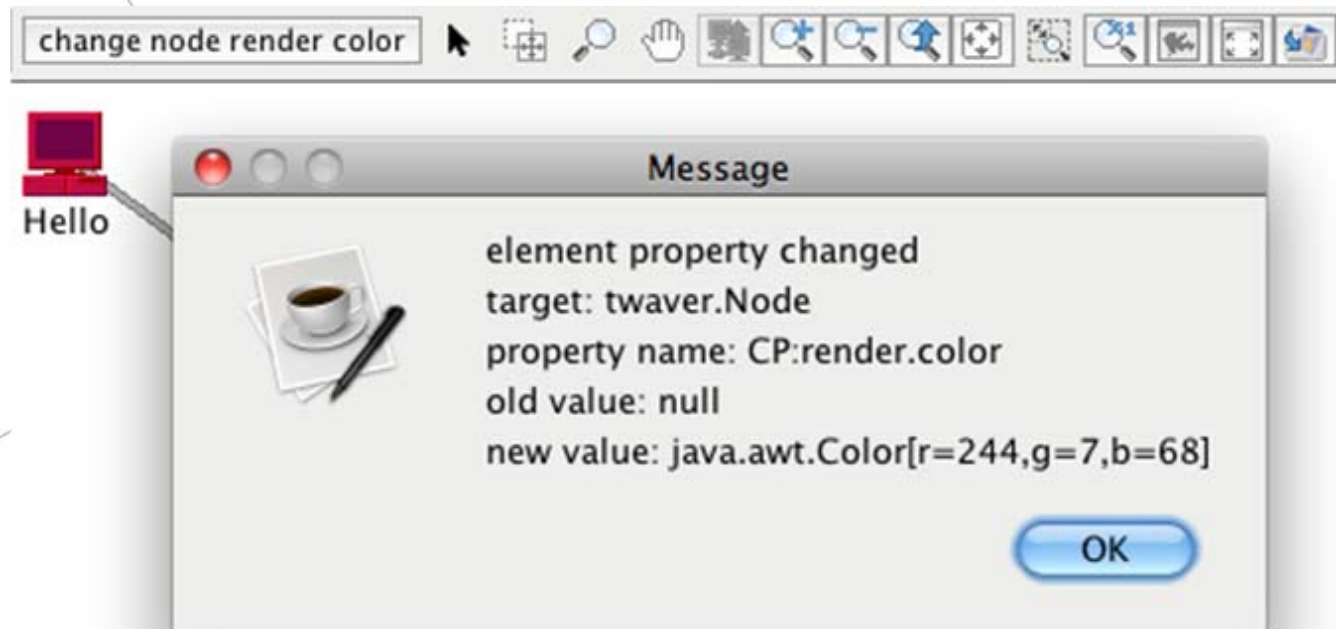 change node render color
Message
Hello
element property changed
target: twaver.Node
property name: CP:render.color
old value: null
new value: java.awt.Color[r=244,g=7,b=68]
OK